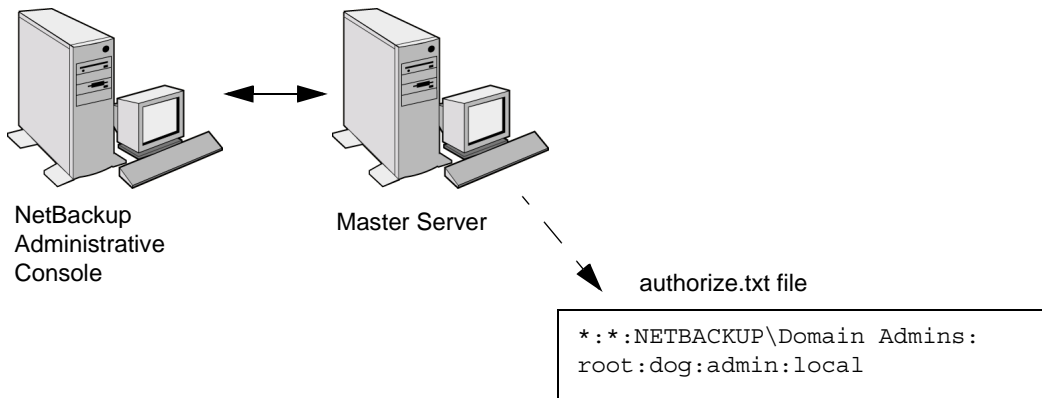 NetBackup
Administrative
Console
Master Server
authorize.txt file
*:*:NETBACKUP\Domain Admins:
root:dog:admin:local